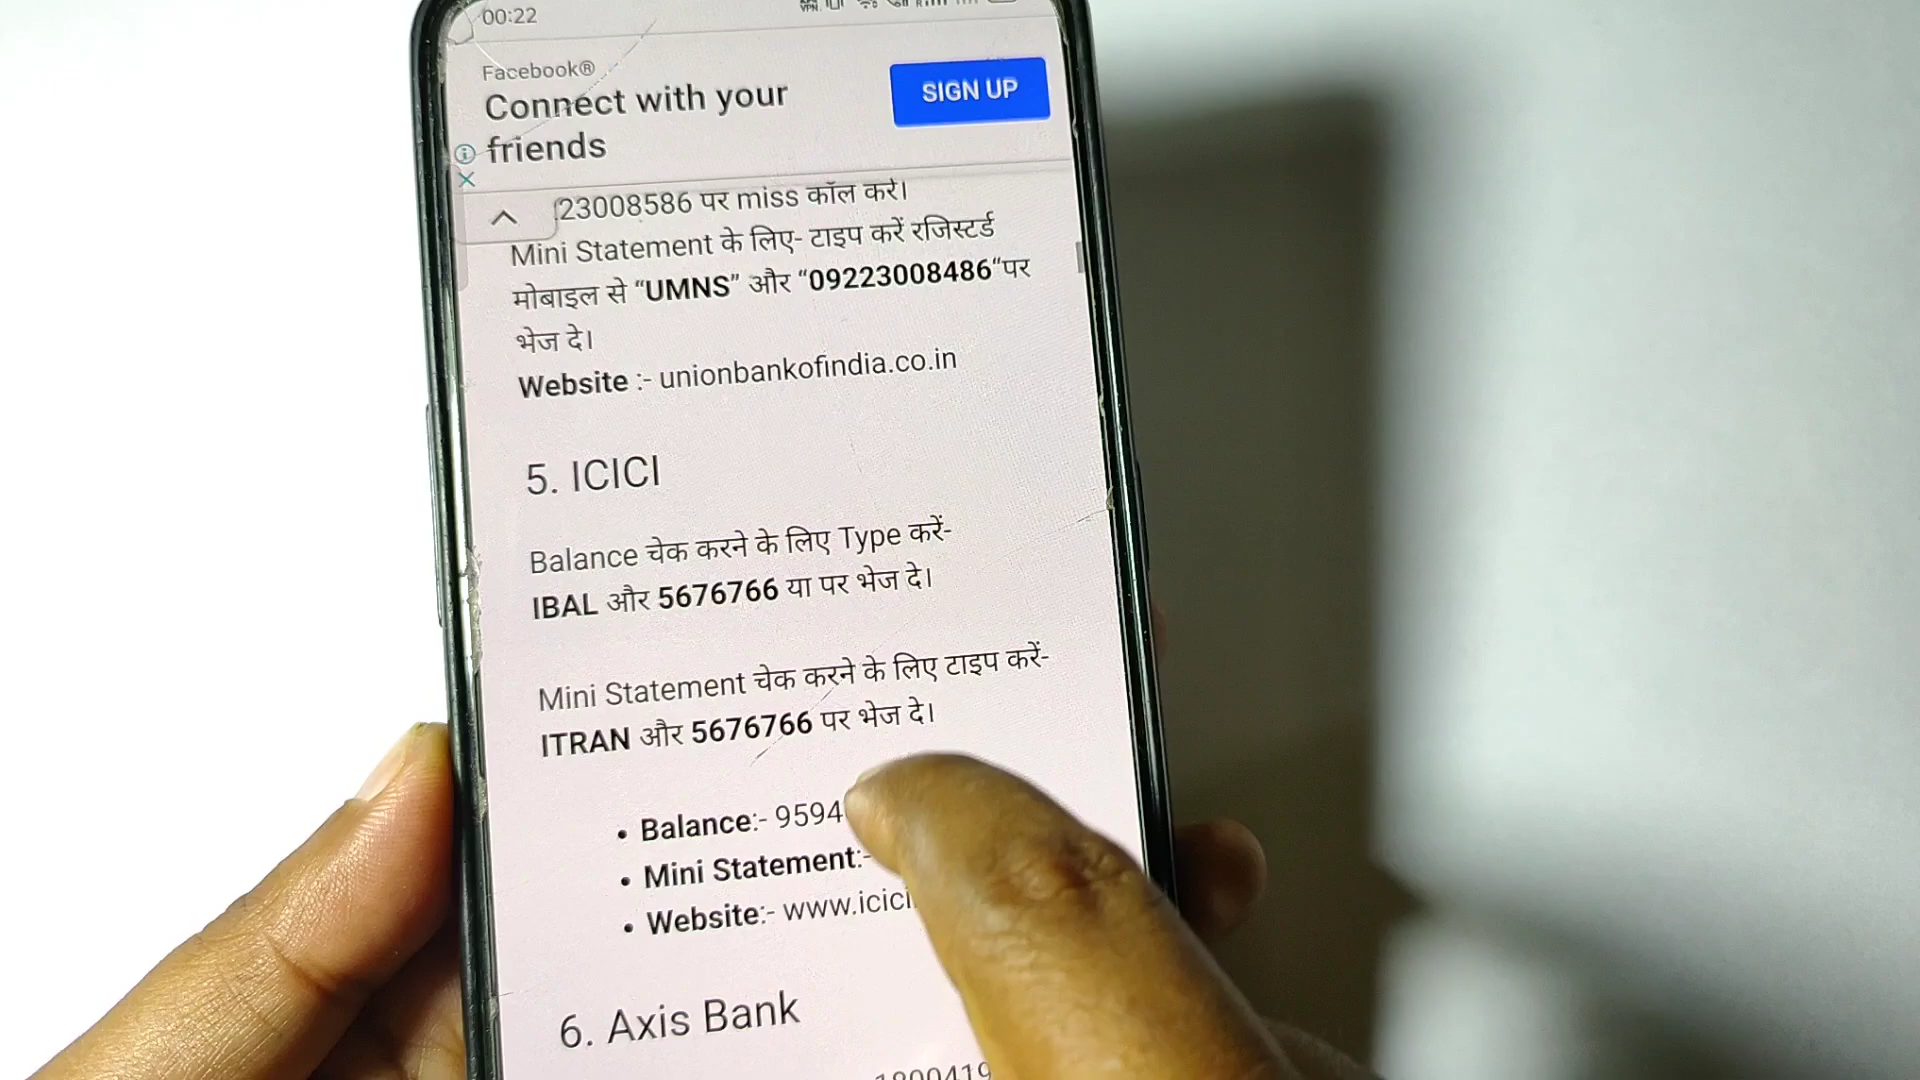 00:22
Facebook®
Connect with your
friends
SIGN UP
23008586 पर miss कॉल करें।
Mini Statement के लिए- टाइप करें रजिस्टर्ड
मोबाइल से “UMNS” और “09223008486“पर
भेज दे।
Website :- unionbankofindia.co.in
5. ICICI
Balance चेक करने के लिए Type करें-
IBAL और 5676766 या पर भेज दे।
Mini Statement चेक करने के लिए टाइप करें-
ITRAN और 5676766 पर भेज दे।
• Balance:- 9594
• Mini Statement:-
• Website:- www.icici
6. Axis Bank
1800419